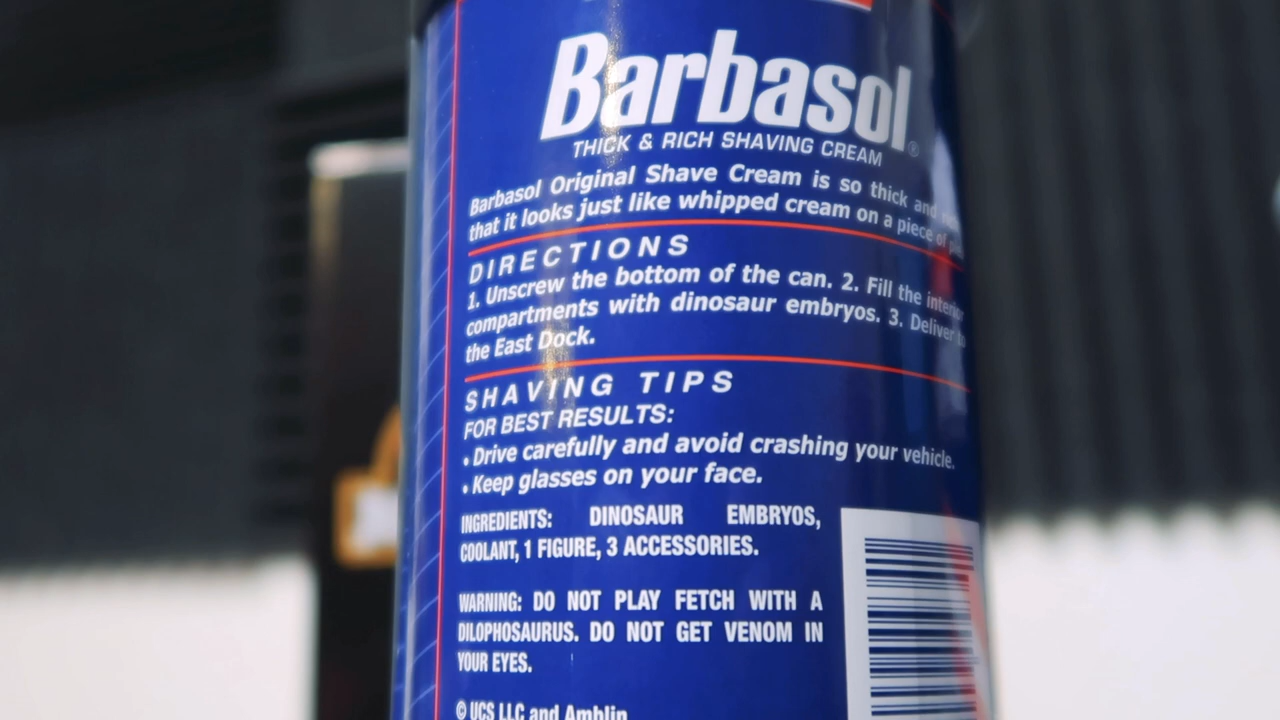 Barbasol®
THICK & RICH SHAVING CREAM
Barbasol Original Shave Cream is so thick and
that it looks just like whipped cream on a piece of
DIRECTIONS
1. Unscrew the bottom of the can. 2. Fill the interior
compartments with dinosaur embryos. 3. Deliver to
the East Dock.
SHAVING TIPS
FOR BEST RESULTS:
• Drive carefully and avoid crashing your vehicle.
• Keep glasses on your face.
INGREDIENTS: DINOSAUR EMBRYOS,
COOLANT, 1 FIGURE, 3 ACCESSORIES.
WARNING: DO NOT PLAY FETCH WITH A
DILOPHOSAURUS. DO NOT GET VENOM IN
YOUR EYES.
© UCS LLC and Amblin